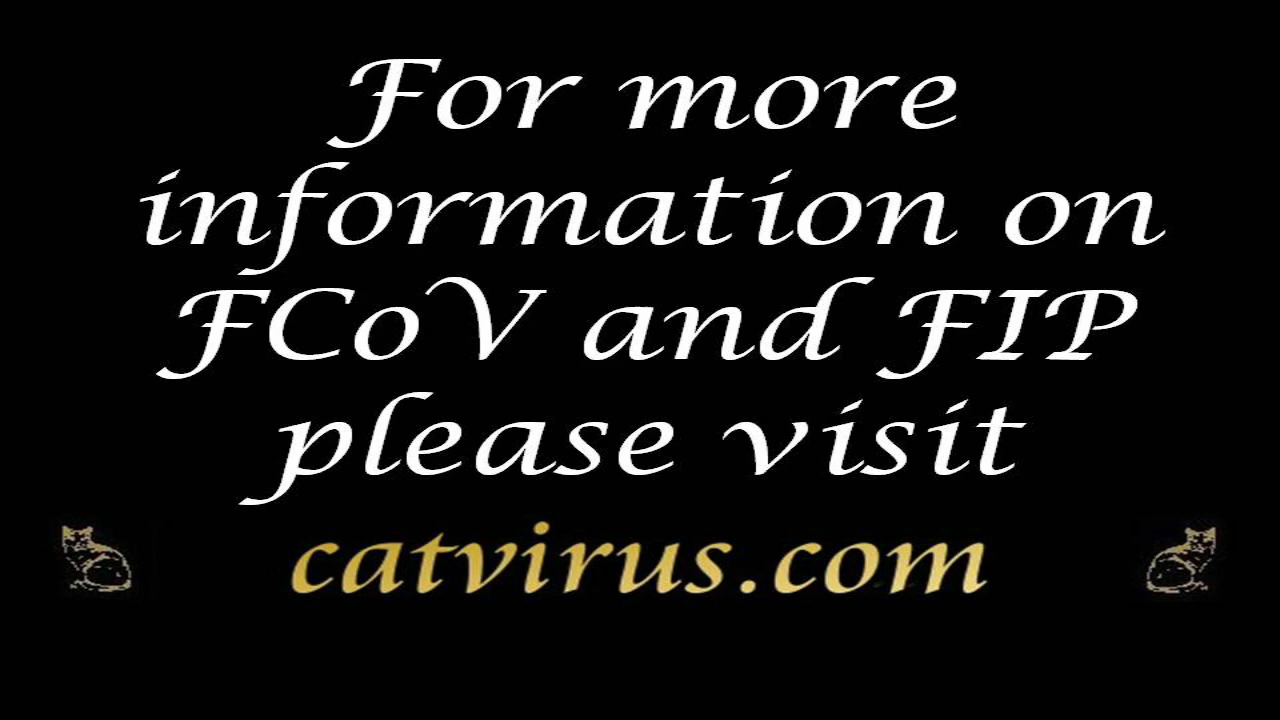 For more
information on
FCoV and FIP
please visit
catvirus.com